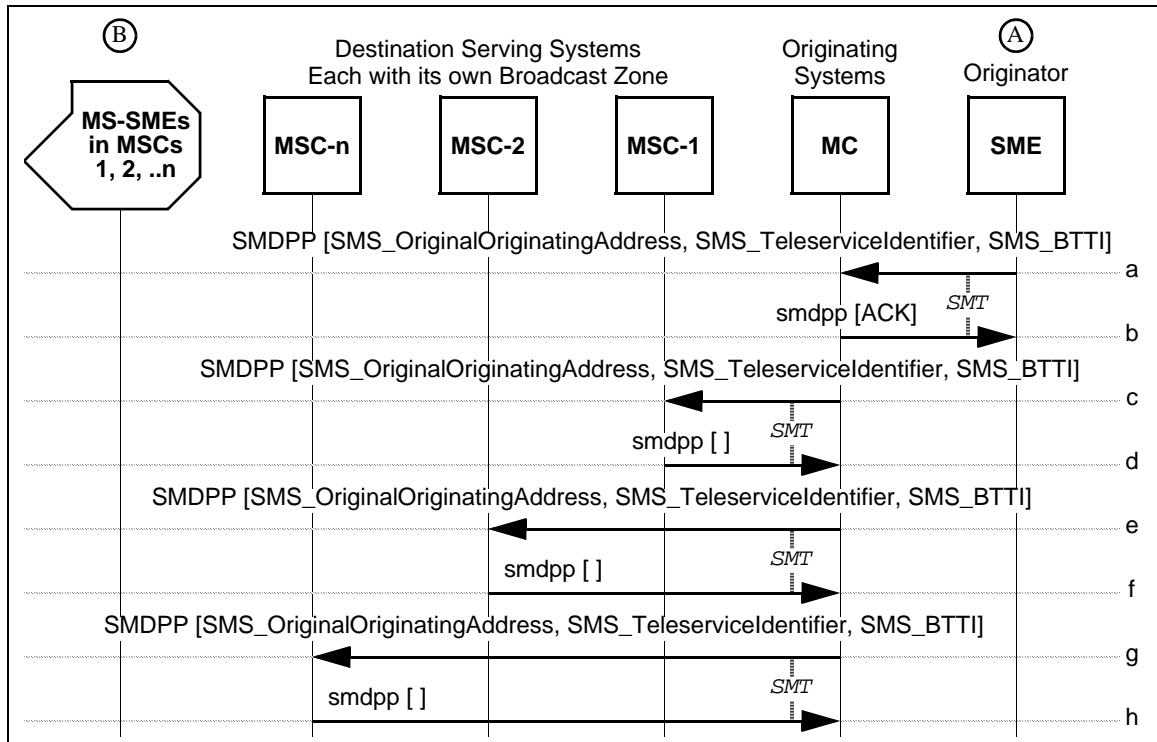 B
Destination Serving Systems
Each with its own Broadcast Zone
Originating
Systems
A
Originator
MS-SMEs
in MSCs
1, 2, ..n
MSC-n
MSC-2
MSC-1
MC
SME
SMDPP [SMS_OriginalOriginatingAddress, SMS_TeleserviceIdentifier, SMS_BTTI]
a
SMT
smdpp [ACK]
b
SMDPP [SMS_OriginalOriginatingAddress, SMS_TeleserviceIdentifier, SMS_BTTI]
c
SMT
smdpp [ ]
d
SMDPP [SMS_OriginalOriginatingAddress, SMS_TeleserviceIdentifier, SMS_BTTI]
e
SMT
smdpp [ ]
f
SMDPP [SMS_OriginalOriginatingAddress, SMS_TeleserviceIdentifier, SMS_BTTI]
g
SMT
smdpp [ ]
h